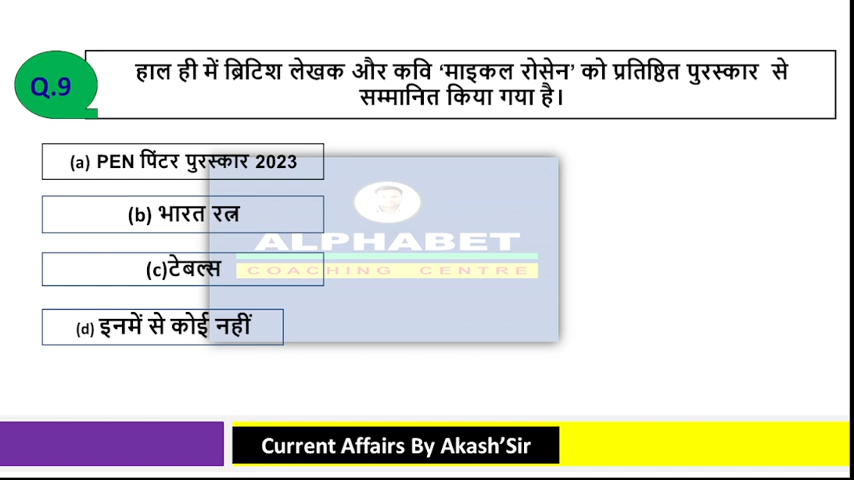 Q.9
हाल ही में ब्रिटिश लेखक और कवि ‘माइकल रोसेन’ को प्रतिष्ठित पुरस्कार से
सम्मानित किया गया है।
(a) PEN पिंटर पुरस्कार 2023
(b) भारत रत्न
(c)टेबल्स
(d) इनमें से कोई नहीं
ALPHABET
COACHING CENTRE
Current Affairs By Akash’Sir